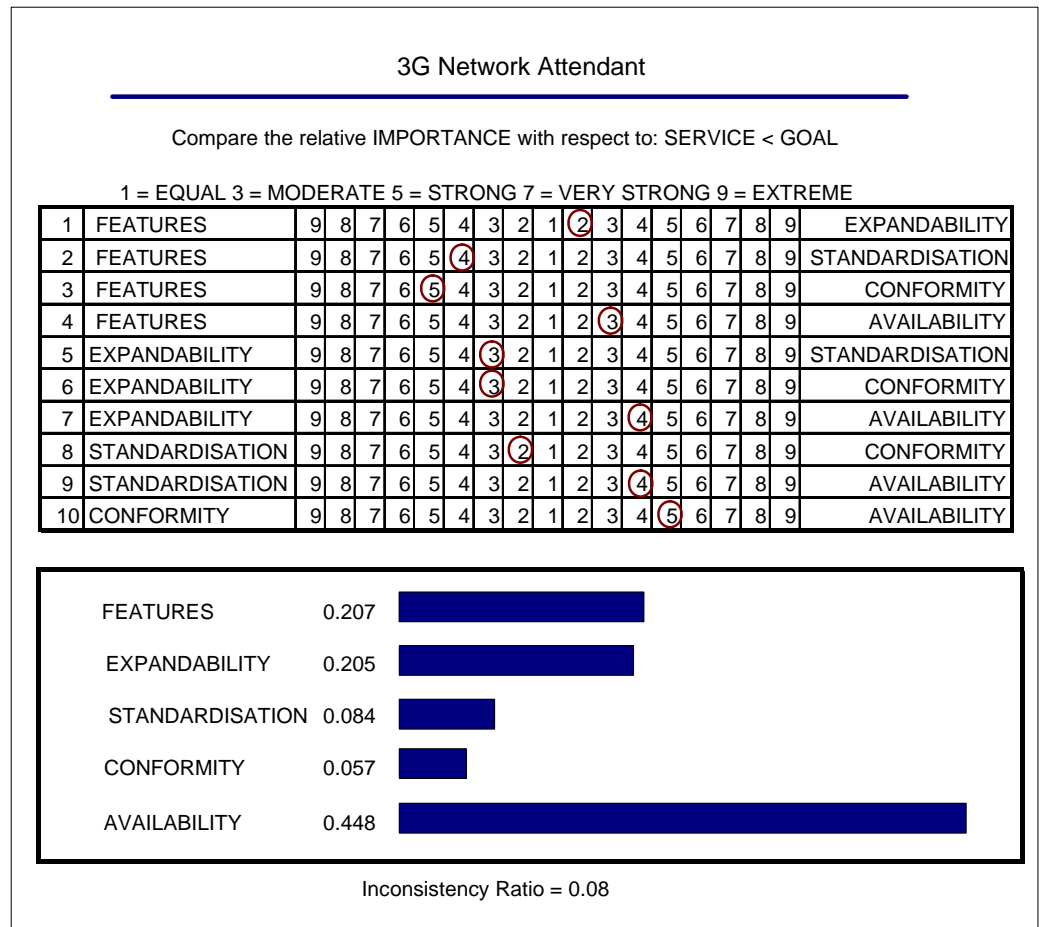 3G Network Attendant
Compare the relative IMPORTANCE with respect to: SERVICE < GOAL
1 = EQUAL 3 = MODERATE 5 = STRONG 7 = VERY STRONG 9 = EXTREME
1 FEATURES 9 8 7 6 5 4 3 2 1 2 3 4 5 6 7 8 9 EXPANDABILITY
2 FEATURES 9 8 7 6 5 4 3 2 1 2 3 4 5 6 7 8 9 STANDARDISATION
3 FEATURES 9 8 7 6 5 4 3 2 1 2 3 4 5 6 7 8 9 CONFORMITY
4 FEATURES 9 8 7 6 5 4 3 2 1 2 3 4 5 6 7 8 9 AVAILABILITY
5 EXPANDABILITY 9 8 7 6 5 4 3 2 1 2 3 4 5 6 7 8 9 STANDARDISATION
6 EXPANDABILITY 9 8 7 6 5 4 3 2 1 2 3 4 5 6 7 8 9 CONFORMITY
7 EXPANDABILITY 9 8 7 6 5 4 3 2 1 2 3 4 5 6 7 8 9 AVAILABILITY
8 STANDARDISATION 9 8 7 6 5 4 3 2 1 2 3 4 5 6 7 8 9 CONFORMITY
9 STANDARDISATION 9 8 7 6 5 4 3 2 1 2 3 4 5 6 7 8 9 AVAILABILITY
10 CONFORMITY 9 8 7 6 5 4 3 2 1 2 3 4 5 6 7 8 9 AVAILABILITY
FEATURES 0.207
EXPANDABILITY 0.205
STANDARDISATION 0.084
CONFORMITY 0.057
AVAILABILITY 0.448
Inconsistency Ratio = 0.08